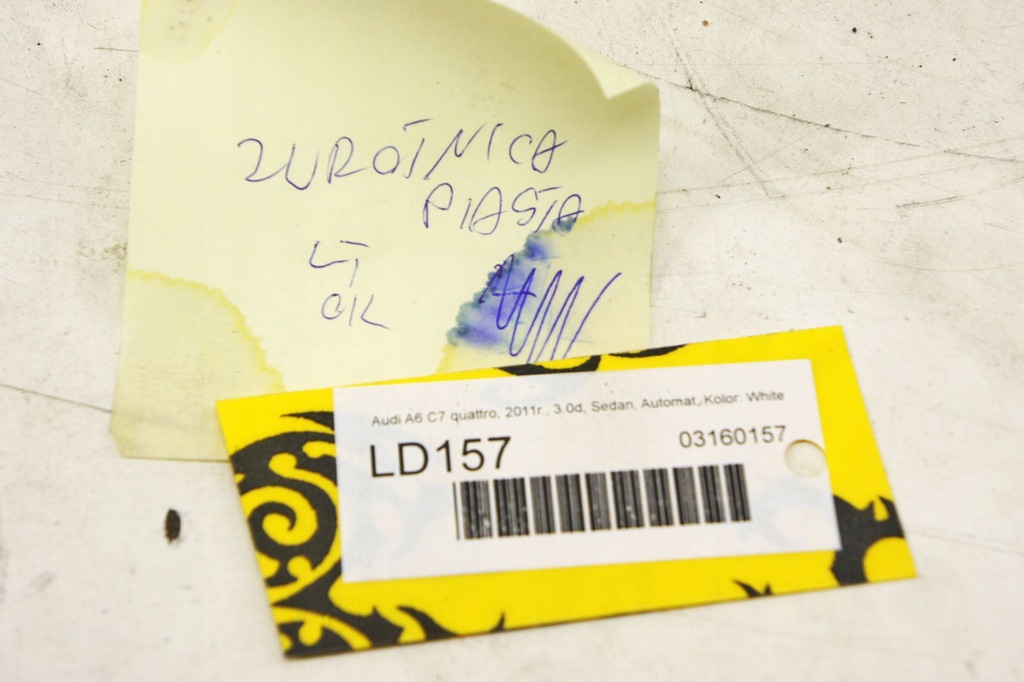 ZWROTNICA
PIASTA
LT
OK
Audi A6 C7 quattro, 2011r., 3.0d, Sedan, Automat, Kolor: White
LD157
03160157